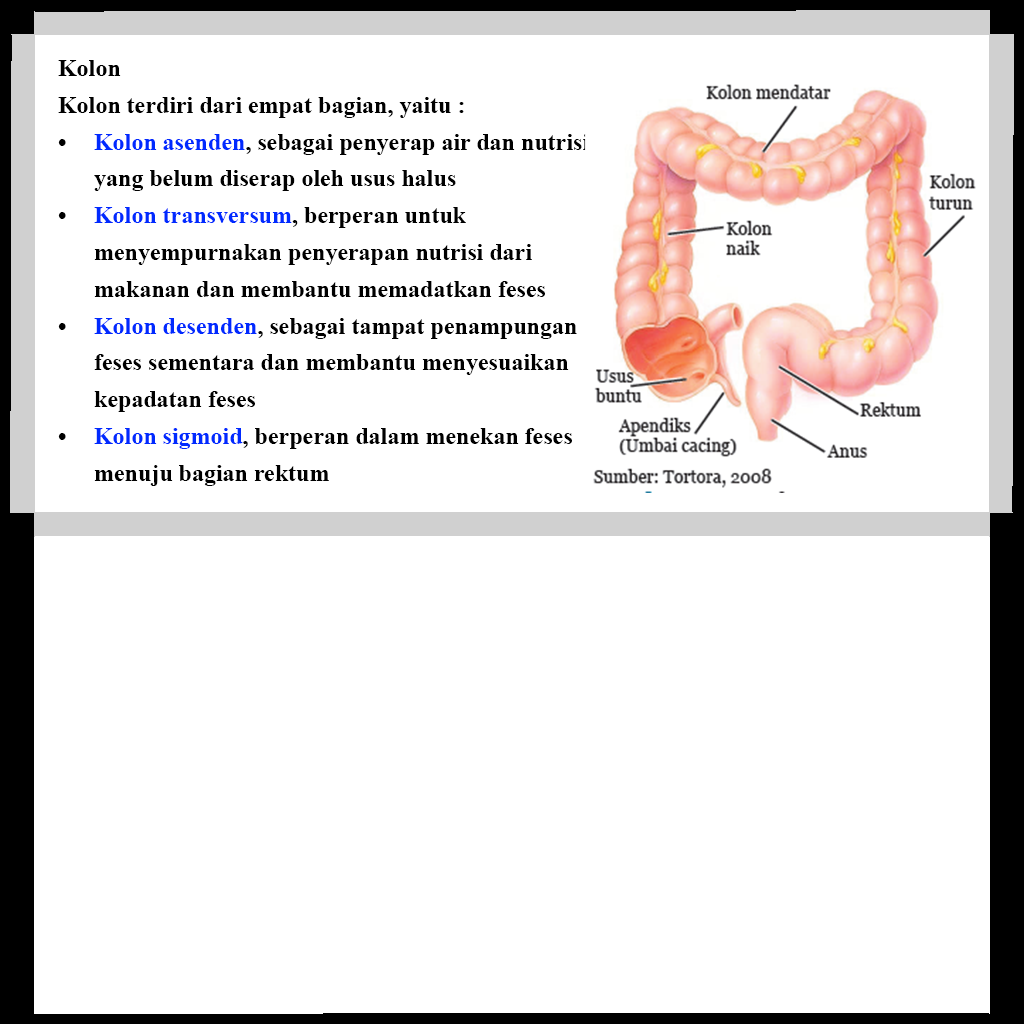 Kolon
Kolon terdiri dari empat bagian, yaitu :
• Kolon asenden, sebagai penyerap air dan nutrisi
yang belum diserap oleh usus halus
• Kolon transversum, berperan untuk
menyempurnakan penyerapan nutrisi dari
makanan dan membantu memadatkan feses
• Kolon desenden, sebagai tampat penampungan
feses sementara dan membantu menyesuaikan
kepadatan feses
• Kolon sigmoid, berperan dalam menekan feses
menuju bagian rektum
Kolon mendatar
Kolon
turun
Kolon
naik
Usus
buntu
Apendiks
(Umbai cacing)
Rektum
Anus
Sumber: Tortora, 2008